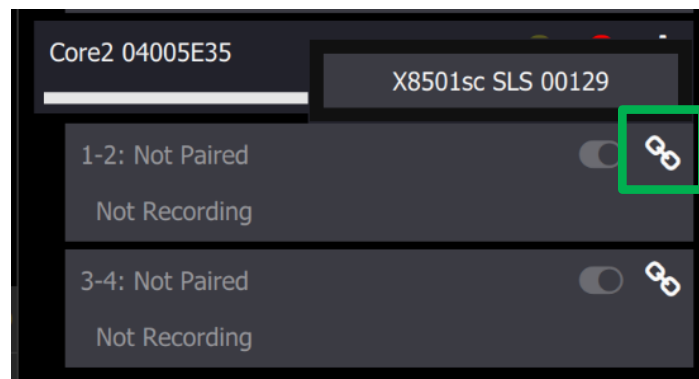 Core2 04005E35
X8501sc SLS 00129
1-2: Not Paired
Not Recording
3-4: Not Paired
Not Recording